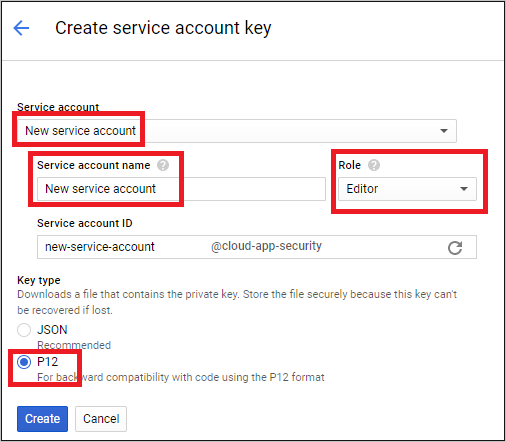 Create service account key
Service account
New service account
Service account name Role
New service account Editor
Service account ID
new-service-account @cloud-app-security
Key type
Downloads a file that contains the private key. Store the file securely because this key can't
be recovered if lost.
JSON
Recommended
P12
For backward compatibility with code using the P12 format
Create Cancel